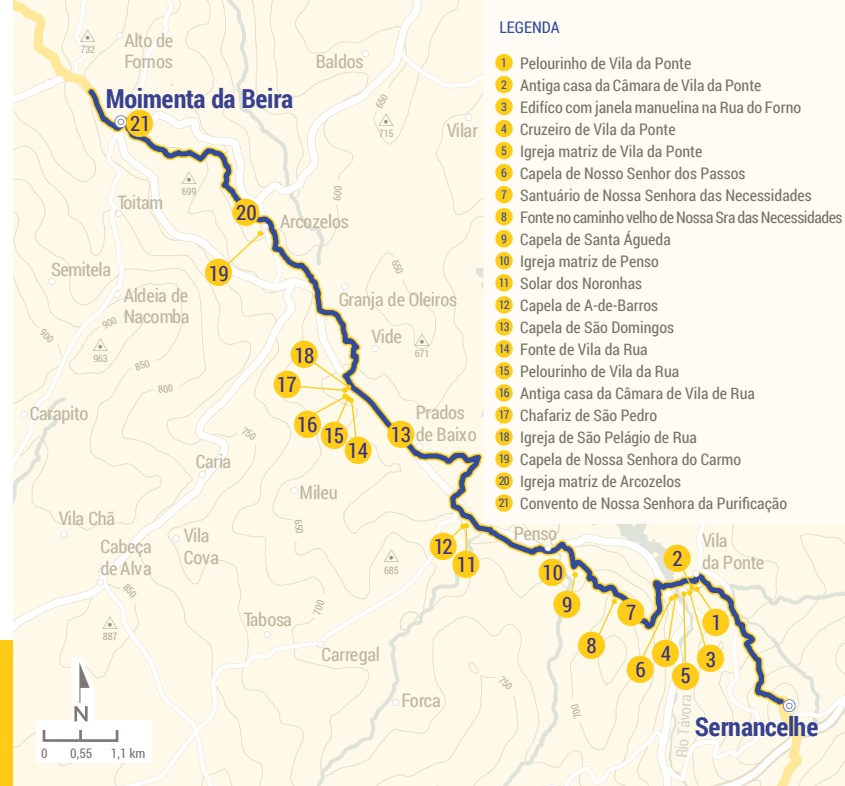 LEGENDA
1 Pelourinho de Vila da Ponte
2 Antiga casa da Câmara de Vila da Ponte
3 Edifíco com janela manuelina na Rua do Forno
4 Cruzeiro de Vila da Ponte
5 Igreja matriz de Vila da Ponte
6 Capela de Nosso Senhor dos Passos
7 Santuário de Nossa Senhora das Necessidades
8 Fonte no caminho velho de Nossa Sra das Necessidades
9 Capela de Santa Águeda
10 Igreja matriz de Penso
11 Solar dos Noronhas
12 Capela de A-de-Barros
13 Capela de São Domingos
14 Fonte de Vila da Rua
15 Pelourinho de Vila da Rua
16 Antiga casa da Câmara de Vila de Rua
17 Chafariz de São Pedro
18 Igreja de São Pelágio de Rua
19 Capela de Nossa Senhora do Carmo
20 Igreja matriz de Arcozelos
21 Convento de Nossa Senhora da Purificação
732
Alto de
Fornos
Baldos
650
715
Vilar
Moimenta da Beira
21
699
600
Toitam
20
Arcozelos
19
650
Semitela
Aldeia de
Nacomba
Granja de Oleiros
900
900
963
850
800
Vide
671
18
17
16
15
14
13
Carapito
Prados
de Baixo
750
Caria
Mileu
650
Vila Chã
Vila
Cova
Cabeça
de Alva
850
685
12
11
Penso
10
9
8
7
2
Vila
da Ponte
1
6
4
5
3
700
Tabosa
887
Carregal
750
700
Forca
Rio Távora
Sernancelhe
N
0 0,55 1,1 km